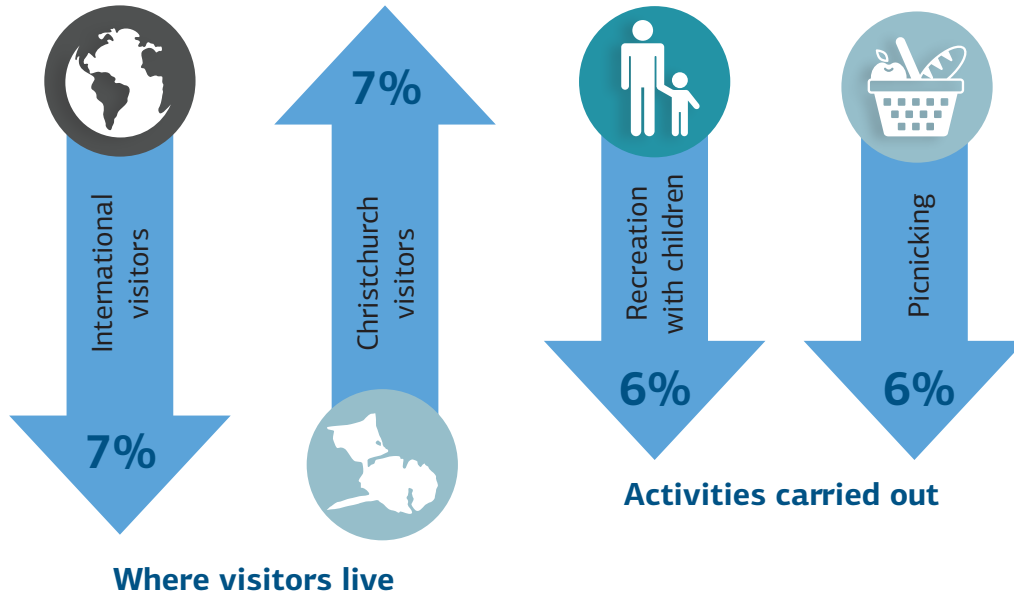 International
visitors
7%
7%
Christchurch
visitors
Where visitors live
Recreation
with children
6%
Picnicking
6%
Activities carried out